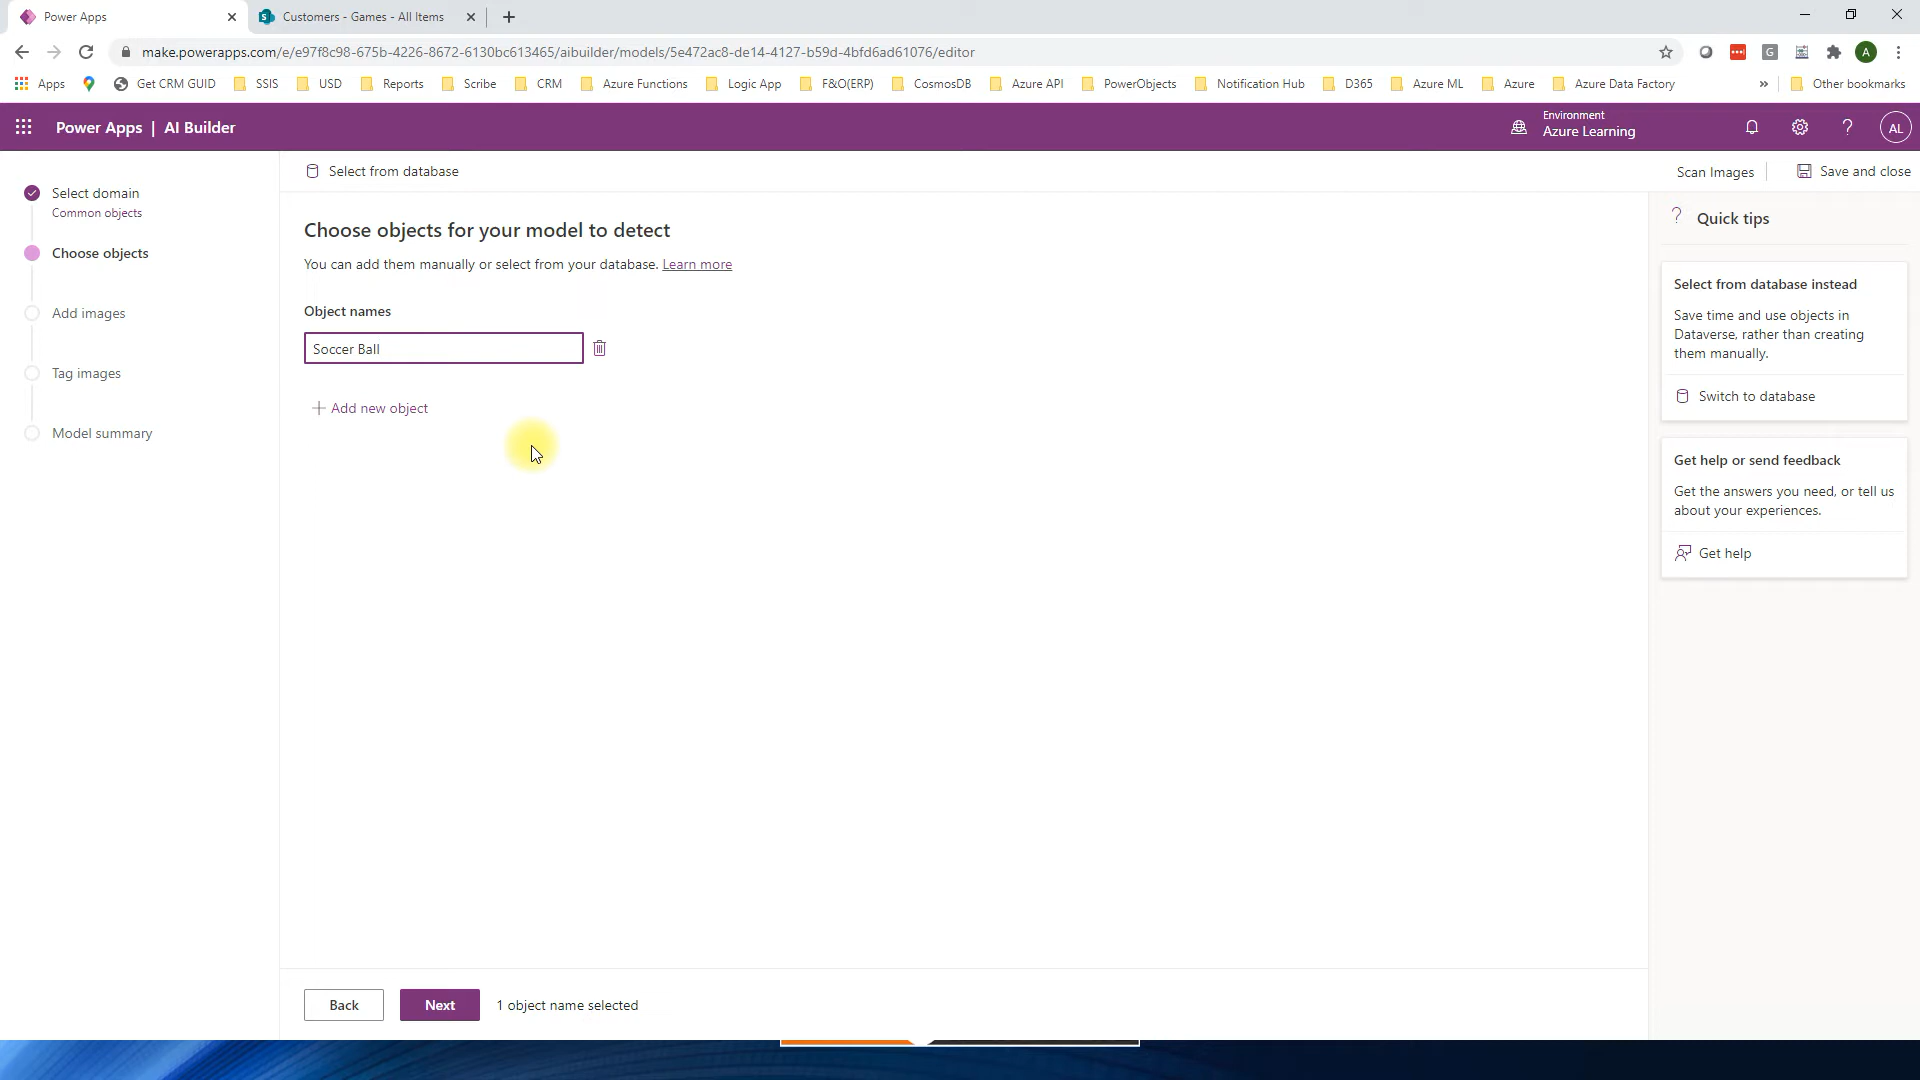 Power Apps
Customers - Games - All Items
make.powerapps.com/e/e97f8c98-675b-4226-8672-6130bc613465/aibuilder/models/5e472ac8-de14-4127-b59d-4bfd6ad61076/editor
A
Apps
Get CRM GUID
SSIS
USD
Reports
Scribe
CRM
Azure Functions
Logic App
F&O(ERP)
CosmosDB
Azure API
PowerObjects
Notification Hub
D365
Azure ML
Azure
Azure Data Factory
»
Other bookmarks
Power Apps | AI Builder
Environment
Azure Learning
?
AL
Select domain
Common objects
Choose objects
Add images
Tag images
Model summary
Select from database
Scan Images
Save and close
Choose objects for your model to detect
You can add them manually or select from your database. Learn more
Object names
Soccer Ball
+ Add new object
? Quick tips
Select from database instead
Save time and use objects in
Dataverse, rather than creating
them manually.
Switch to database
Get help or send feedback
Get the answers you need, or tell us
about your experiences.
Get help
Back
Next
1 object name selected